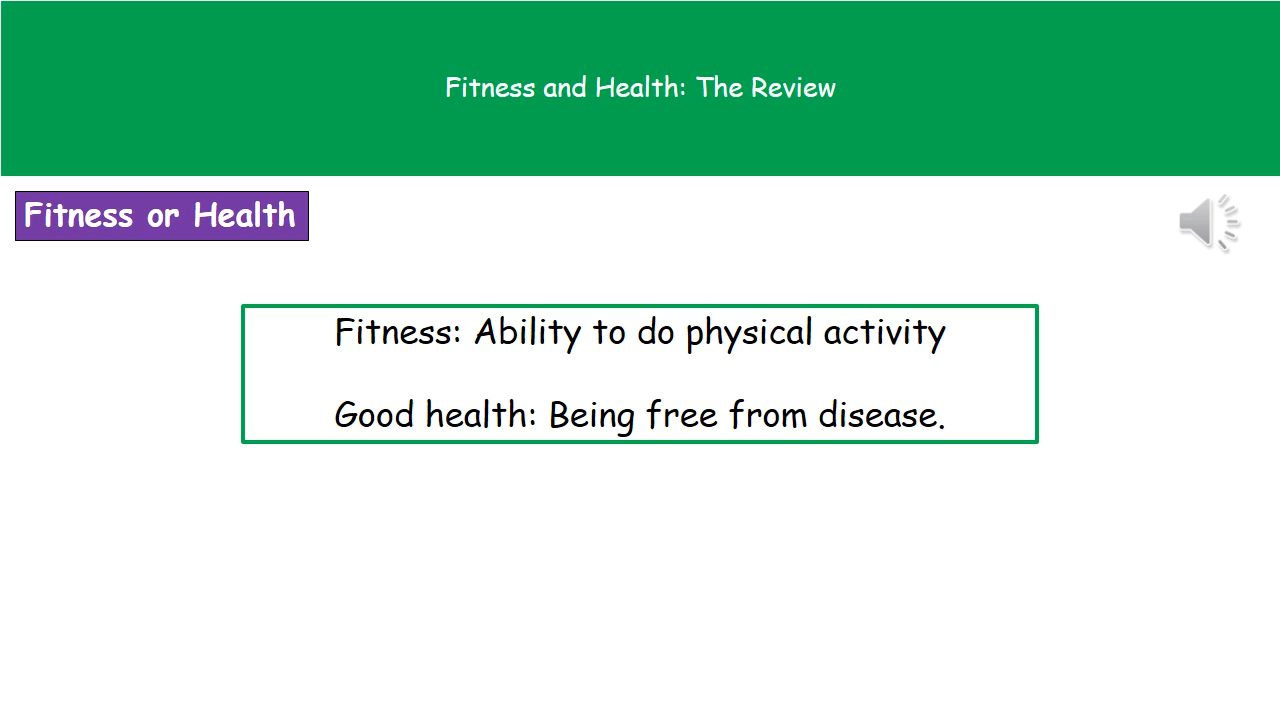 Fitness and Health: The Review
Fitness or Health
Fitness: Ability to do physical activity
Good health: Being free from disease.